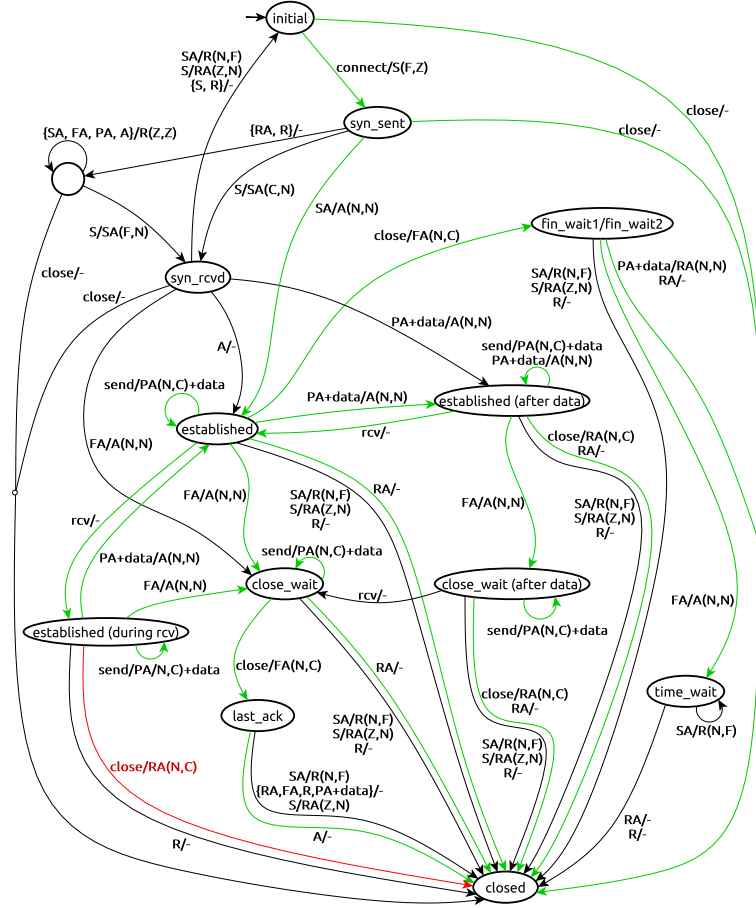 initial
SA/R(N,F)
S/RA(Z,N)
{S, R}/-
connect/S(F,Z)
close/-
syn_sent
{SA, FA, PA, A}/R(Z,Z)
{RA, R}/-
close/-
S/SA(C,N)
SA/A(N,N)
S/SA(F,N)
close/FA(N,C)
fin_wait1/fin_wait2
close/-
syn_rcvd
close/-
SA/R(N,F)
S/RA(Z,N)
R/-
PA+data/RA(N,N)
RA/-
PA+data/A(N,N)
A/-
send/PA(N,C)+data
PA+data/A(N,N)
send/PA(N,C)+data
PA+data/A(N,N)
established (after data)
established
rcv/-
FA/A(N,N)
close/RA(N,C)
RA/-
FA/A(N,N)
SA/R(N,F)
S/RA(Z,N)
R/-
RA/-
FA/A(N,N)
SA/R(N,F)
S/RA(Z,N)
R/-
rcv/-
PA+data/A(N,N)
send/PA(N,C)+data
FA/A(N,N)
close_wait
rcv/-
close_wait (after data)
FA/A(N,N)
established (during rcv)
send/PA(N,C)+data
send/PA/N,C)+data
close/FA(N,C)
RA/-
close/RA(N,C)
RA/-
time_wait
last_ack
SA/R(N,F)
S/RA(Z,N)
R/-
SA/R(N,F)
SA/R(N,F)
S/RA(Z,N)
R/-
close/RA(N,C)
SA/R(N,F)
{RA,FA,R,PA+data}/-
S/RA(Z,N)
R/-
A/-
RA/-
R/-
closed